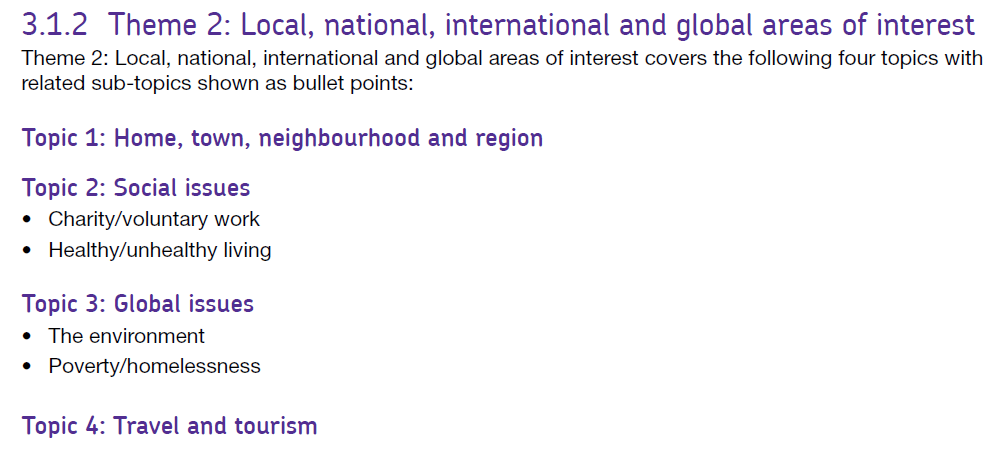 3.1.2 Theme 2: Local, national, international and global areas of interest
Theme 2: Local, national, international and global areas of interest covers the following four topics with
related sub-topics shown as bullet points:
Topic 1: Home, town, neighbourhood and region
Topic 2: Social issues
• Charity/voluntary work
• Healthy/unhealthy living
Topic 3: Global issues
• The environment
• Poverty/homelessness
Topic 4: Travel and tourism